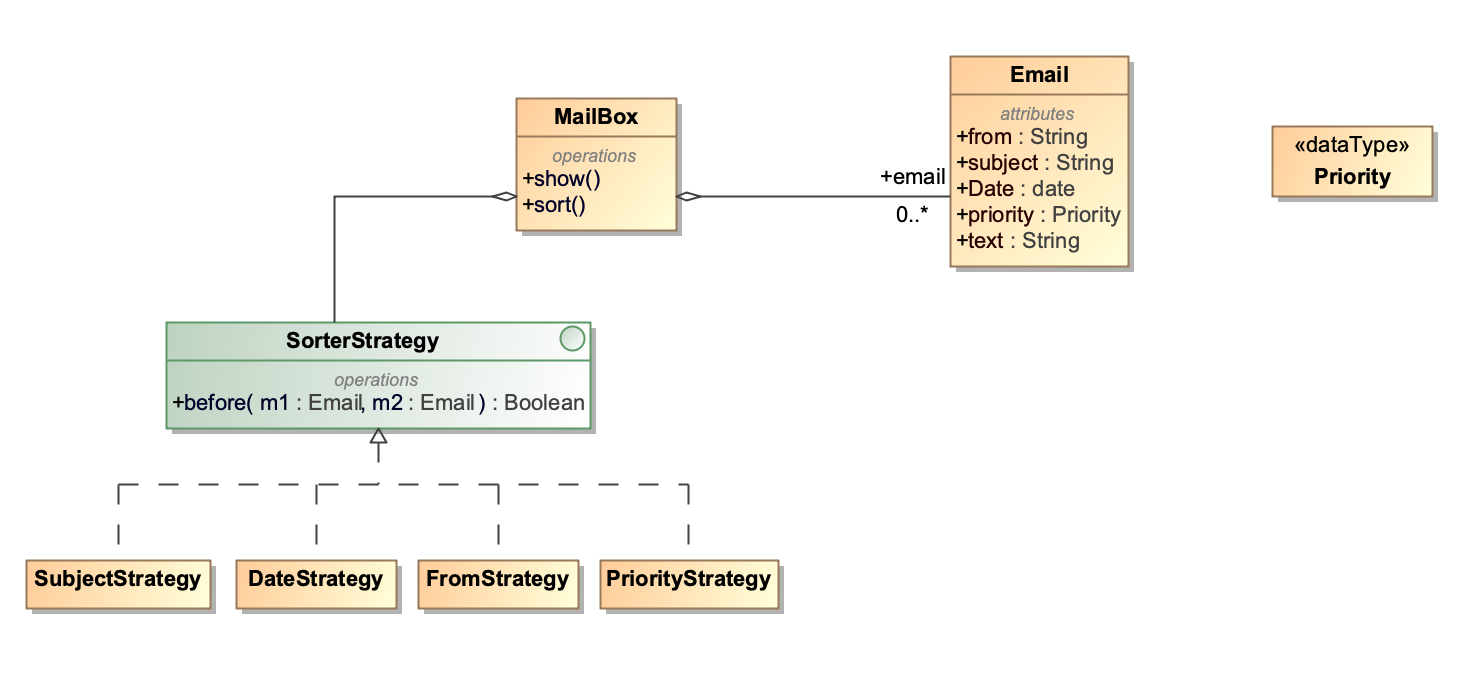 MailBox
operations
+show()
+sort()
+email
0..*
Email
attributes
+from : String
+subject : String
+Date : date
+priority : Priority
+text : String
«dataType»
Priority
SorterStrategy
operations
+before( m1 : Email, m2 : Email ) : Boolean
SubjectStrategy
DateStrategy
FromStrategy
PriorityStrategy